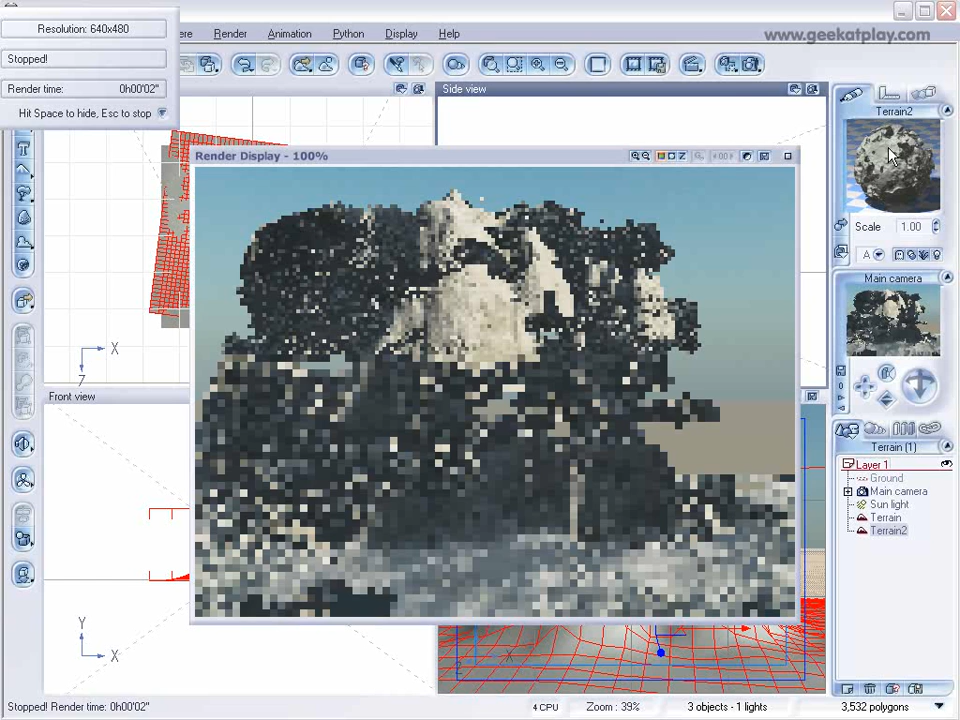 Resolution: 640x480
Stopped!
Render time: 0h00'02"
Hit Space to hide, Esc to stop
Render Animation Python Display Help
www.geekatplay.com
Side view
Render Display - 100%
Terrain2
Scale 1.00
A
Main camera
X
Z
Front view
Terrain (1)
Layer 1
Ground
Main camera
Sun light
Terrain
Terrain2
Y
X
X
Stopped! Render time: 0h00'02"
4 CPU
Zoom : 39%
3 objects - 1 lights
3,532 polygons